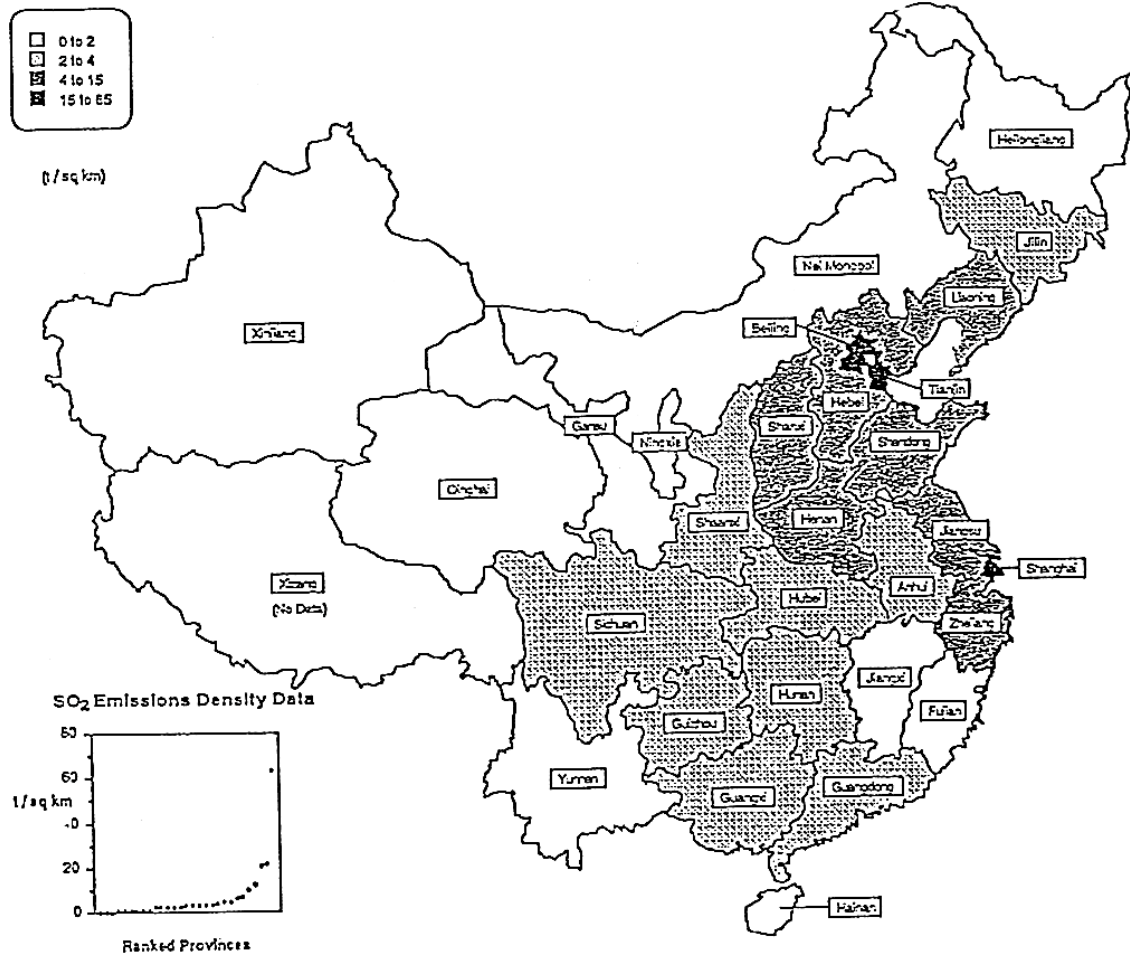 0 to 2
2 to 4
4 to 15
15 to 65
(t / sq km)
Heilongjiang
Jilin
Nei Monggol
Liaoning
Beijing
Xinjiang
Tianjin
Hebei
Gansu
Ningxia
Shanxi
Shandong
Qinghai
Shaanxi
Henan
Jiangsu
Shanghai
Xizang
(No Data)
Anhui
Hubei
Sichuan
Zhejiang
Jiangxi
Hunan
Fujian
Guizhou
Yunnan
Guangxi
Guangdong
Hainan
SO₂ Emissions Density Data
80
60
t / sq km
40
20
0
Ranked Provinces